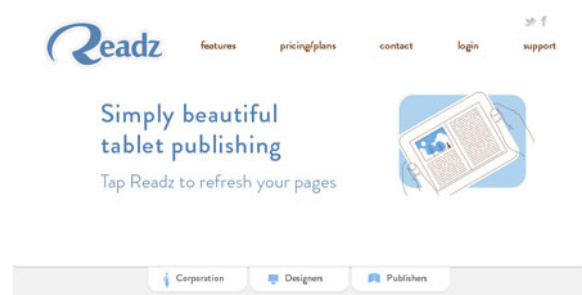 Readz
features pricing/plans contact login support
Simply beautiful
tablet publishing
Tap Readz to refresh your pages
Corporation Designers Publishers